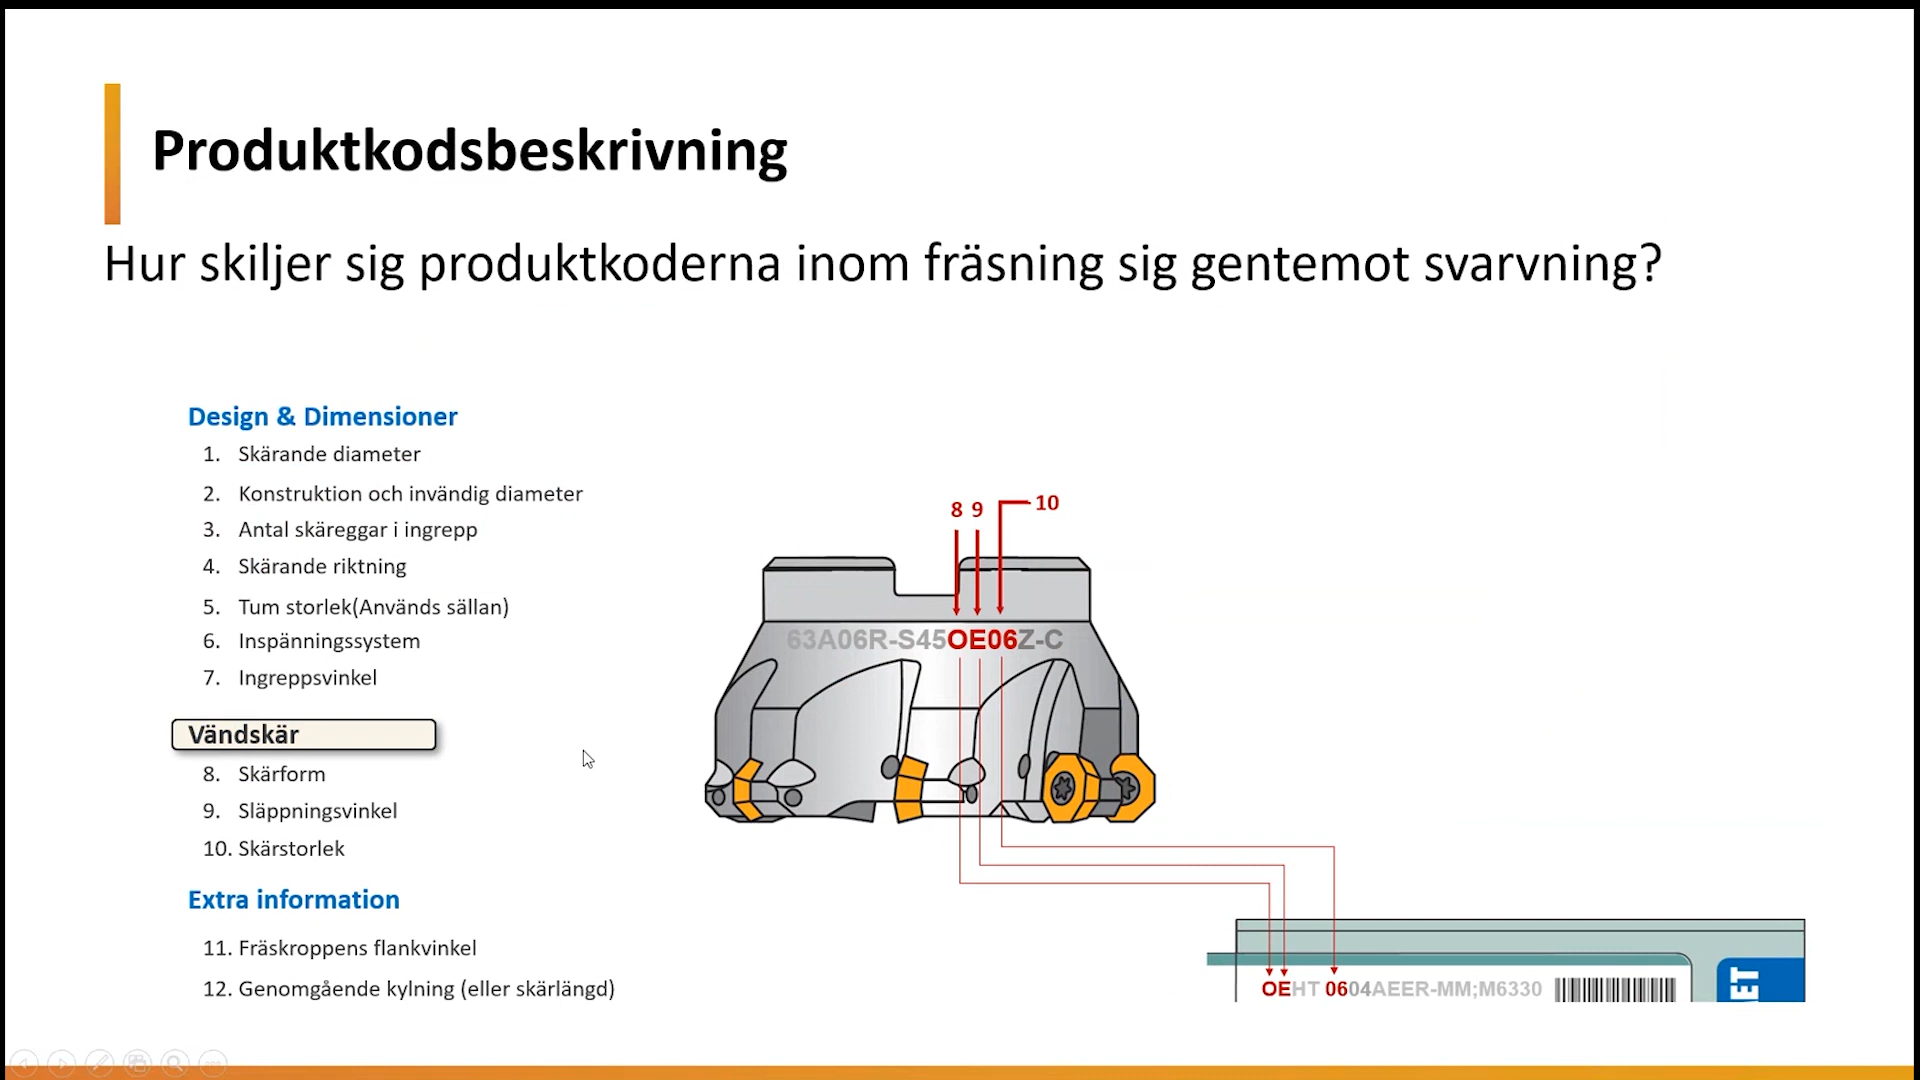 Produktkodsbeskrivning
Hur skiljer sig produktkoderna inom fräsning sig gentemot svarvning?
Design & Dimensioner
1. Skärande diameter
2. Konstruktion och invändig diameter
3. Antal skäreggar i ingrepp
4. Skärande riktning
5. Tum storlek(Används sällan)
6. Inspänningssystem
7. Ingreppsvinkel
Vändskär
8. Skärform
9. Släppningsvinkel
10. Skärstorlek
Extra information
11. Fräskroppens flankvinkel
12. Genomgående kylning (eller skärlängd)
8 9 10
63A06R-S45OE06Z-C
OEHT 0604AEER-MM;M6330
ET